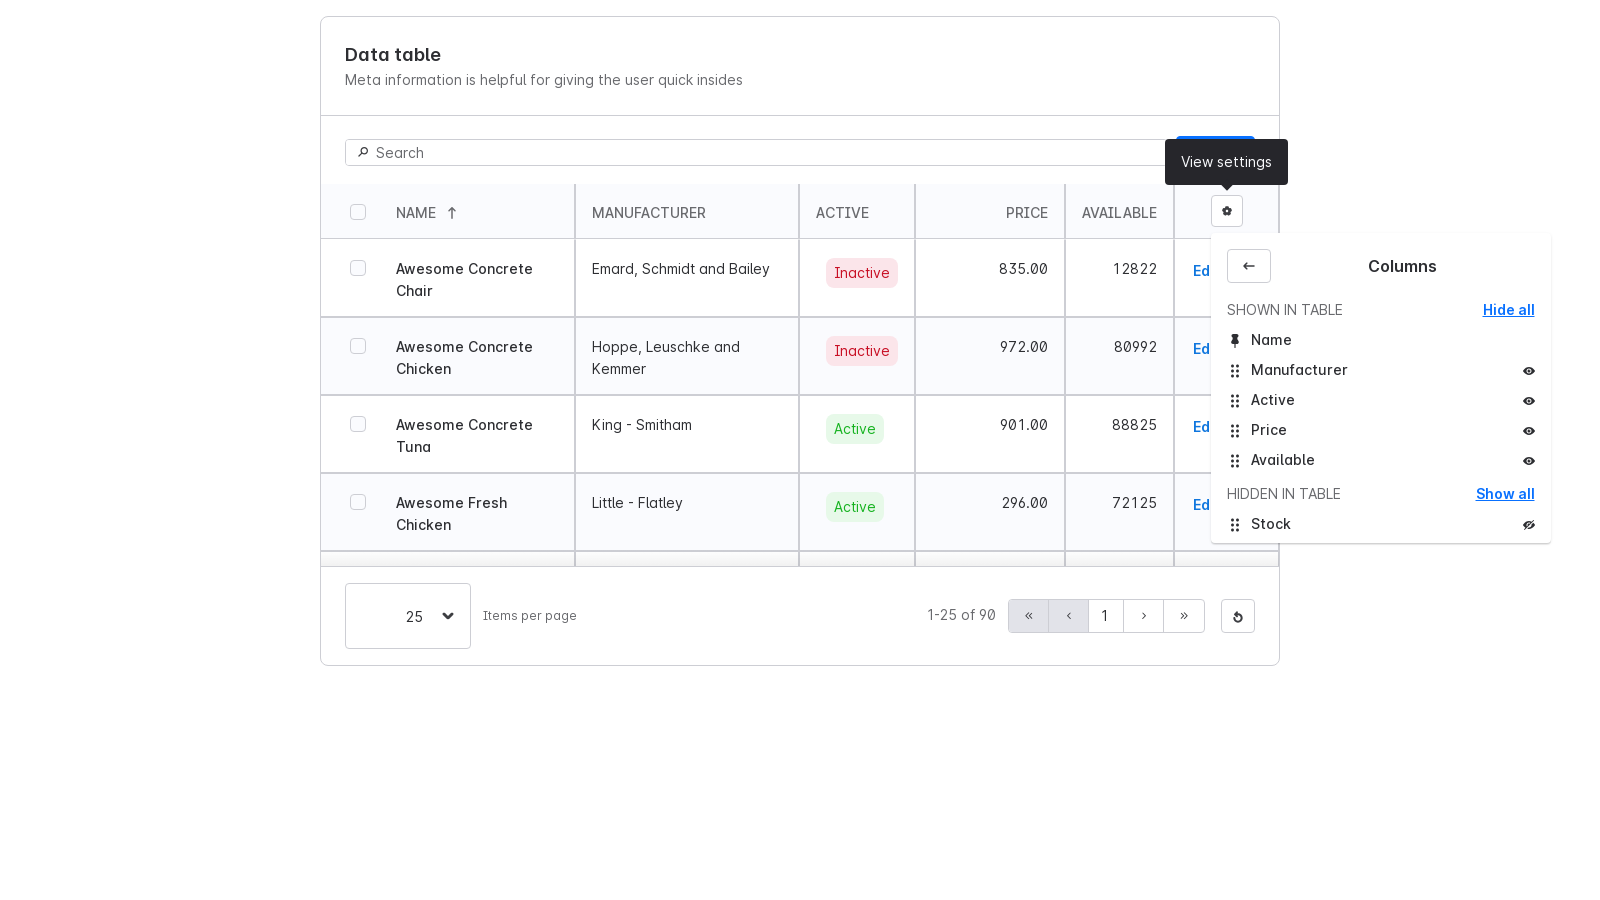 Data table
Meta information is helpful for giving the user quick insides
Search
View settings
NAME
MANUFACTURER
ACTIVE
PRICE
AVAILABLE
Awesome Concrete
Chair
Emard, Schmidt and Bailey
Inactive
835.00
12822
Ed
Awesome Concrete
Chicken
Hoppe, Leuschke and
Kemmer
Inactive
972.00
80992
Ed
Awesome Concrete
Tuna
King - Smitham
Active
901.00
88825
Ed
Awesome Fresh
Chicken
Little - Flatley
Active
296.00
72125
Ed
Columns
SHOWN IN TABLE
Hide all
Name
Manufacturer
Active
Price
Available
HIDDEN IN TABLE
Show all
Stock
25
Items per page
1-25 of 90
«
‹
1
›
»